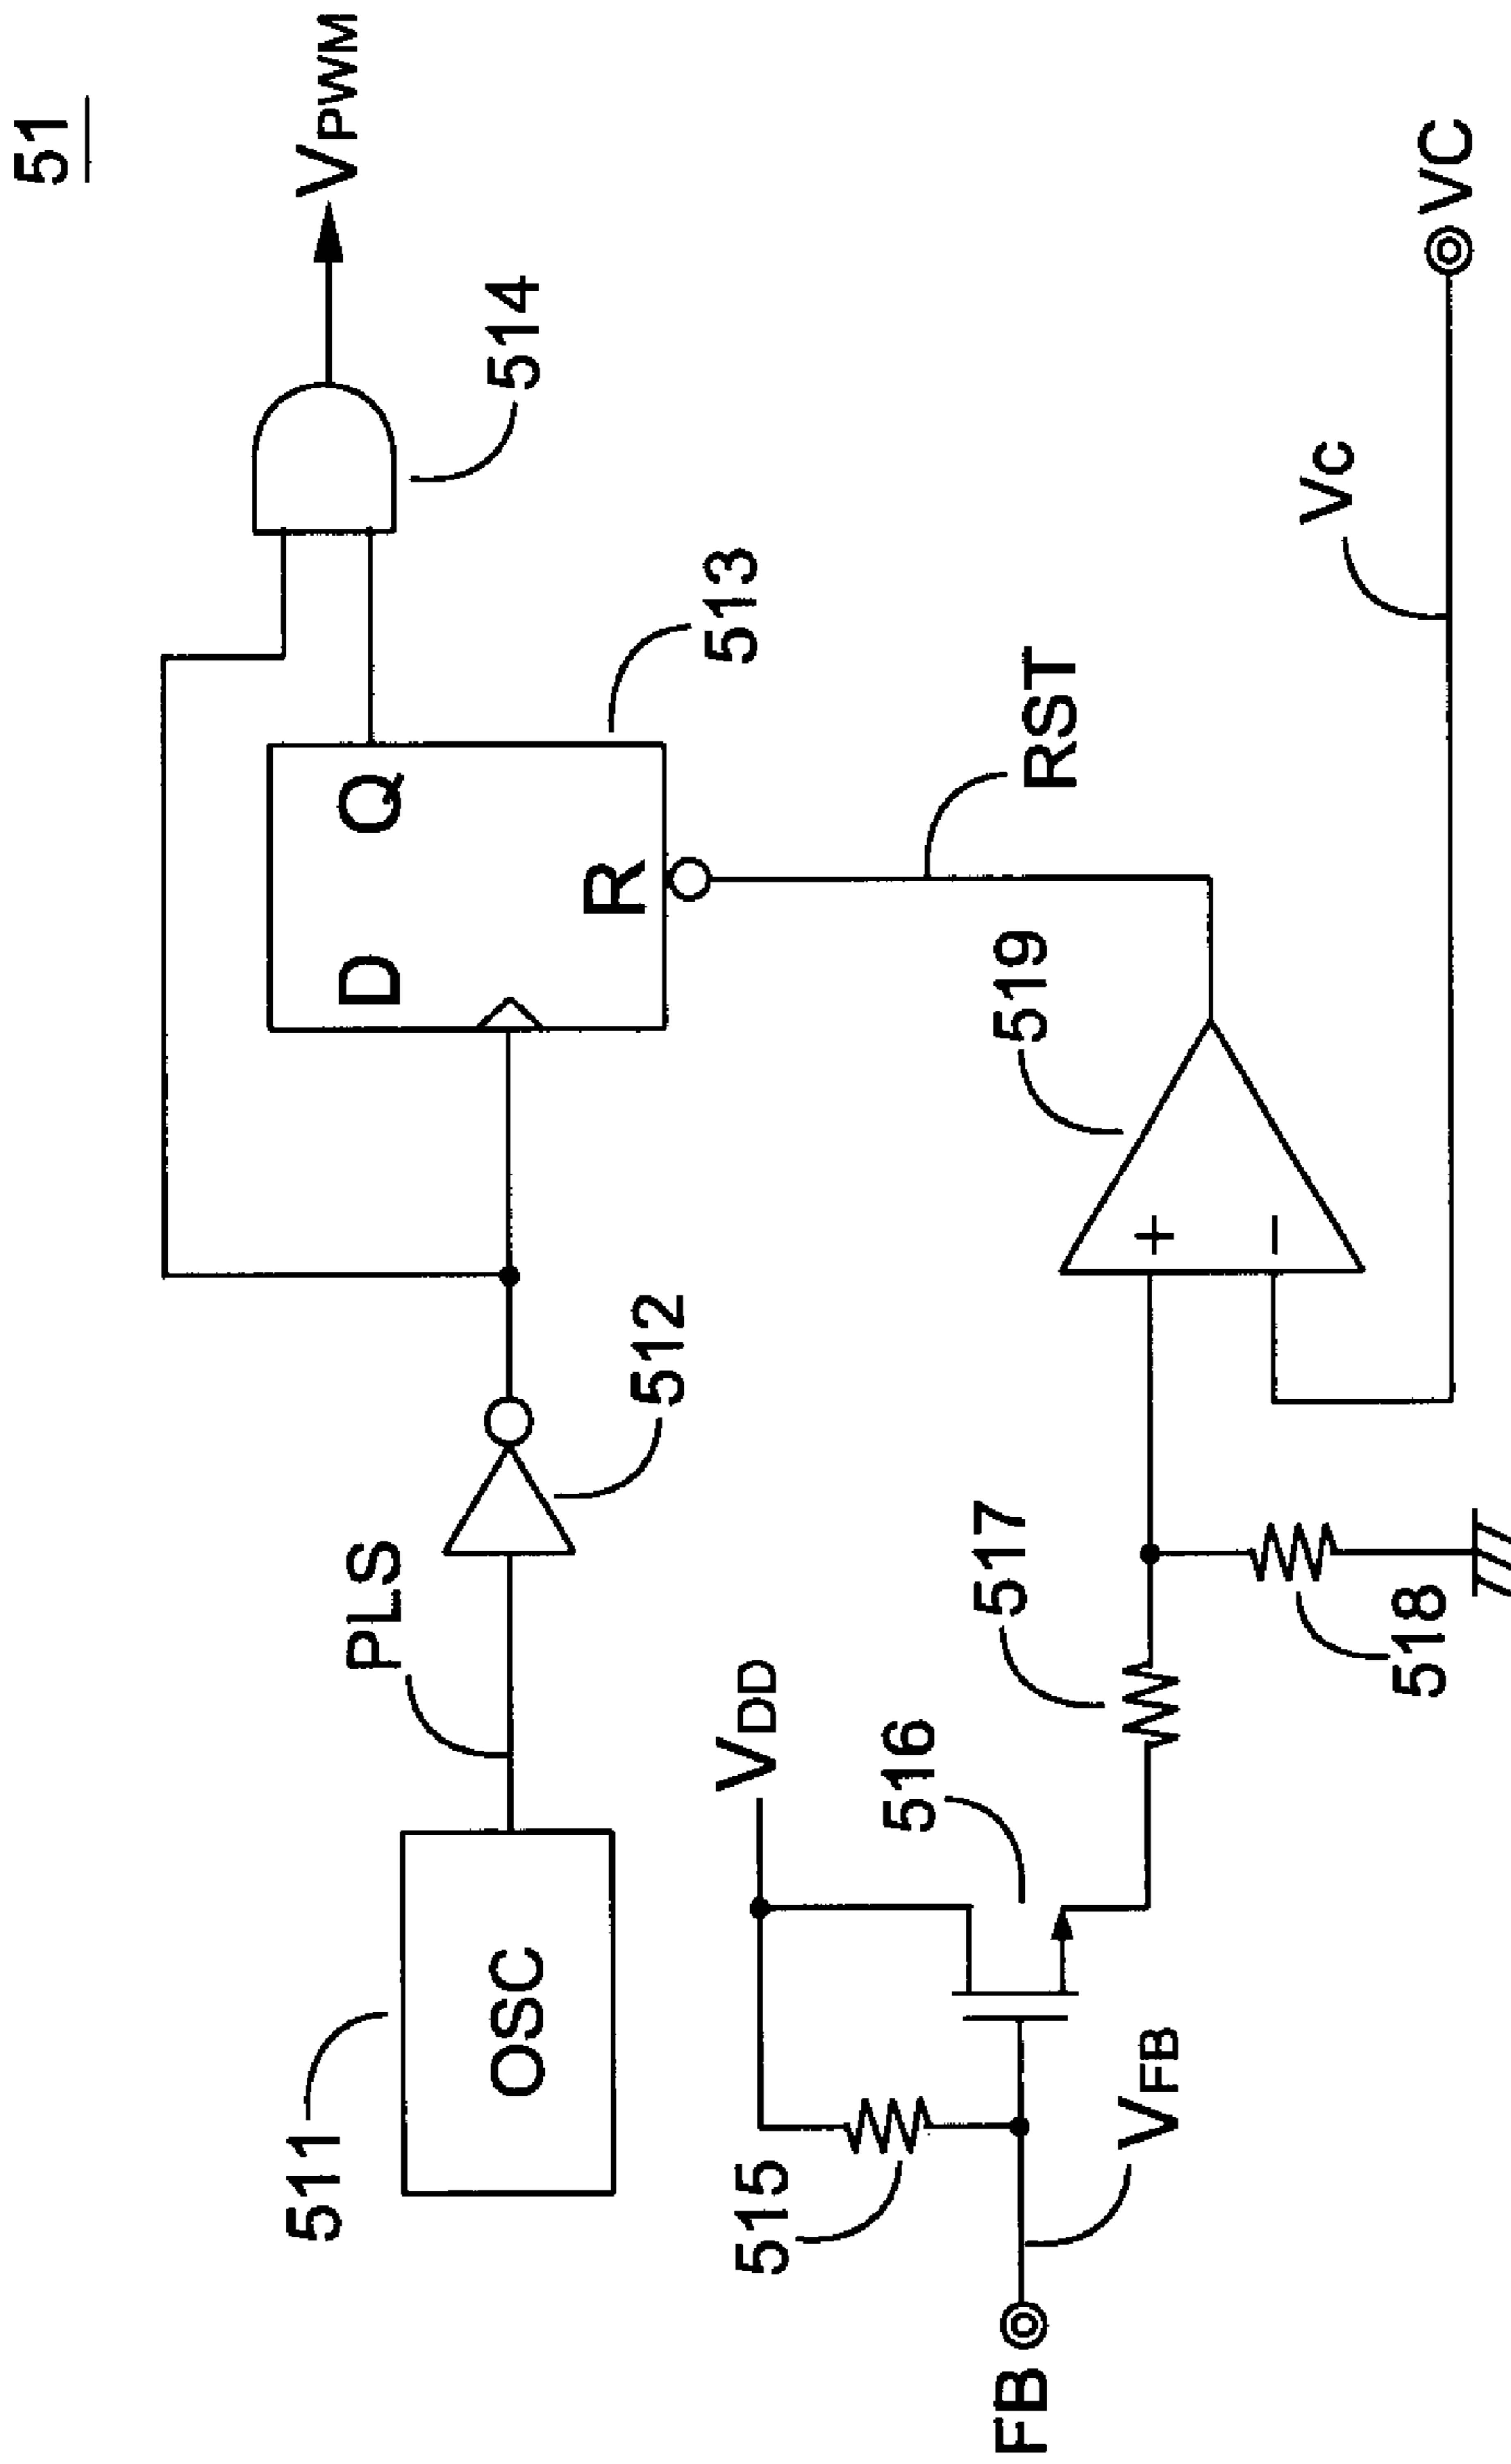 51
VPWM
514
513
D
Q
R
RST
519
+
−
Vc
VC
512
PLS
511
OSC
VDD
515
516
517
518
VFB
FB